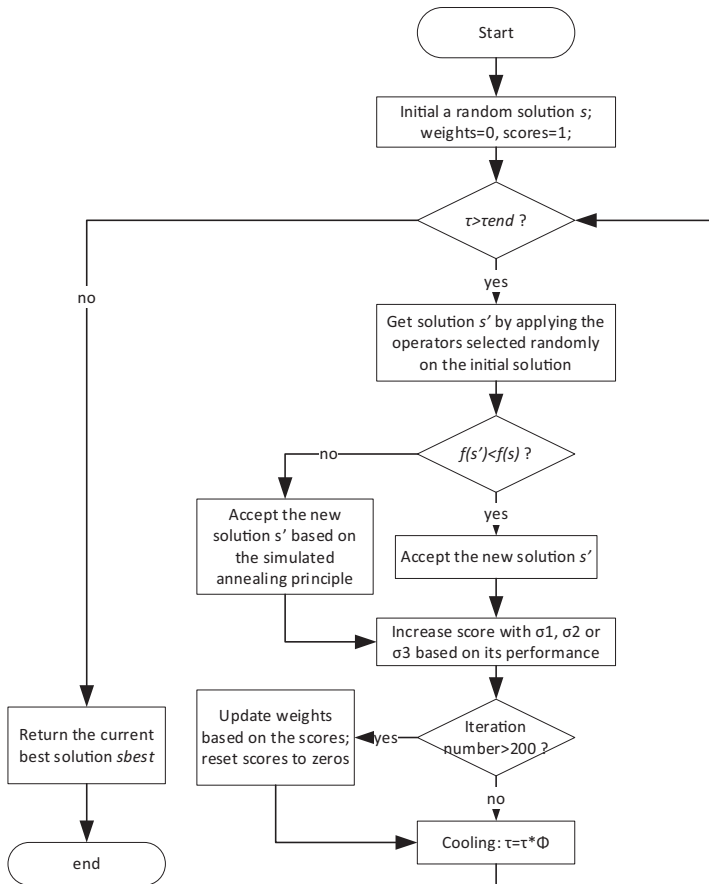 Start
Initial a random solution s;
weights=0, scores=1;
τ>τend ?
no
yes
Get solution s’ by applying the
operators selected randomly
on the initial solution
f(s’)<f(s) ?
no
yes
Accept the new
solution s’ based on
the simulated
annealing principle
Accept the new solution s’
Increase score with σ1, σ2 or
σ3 based on its performance
Update weights
based on the scores;
reset scores to zeros
yes
Iteration
number>200 ?
no
Return the current
best solution sbest
Cooling: τ=τ*Φ
end